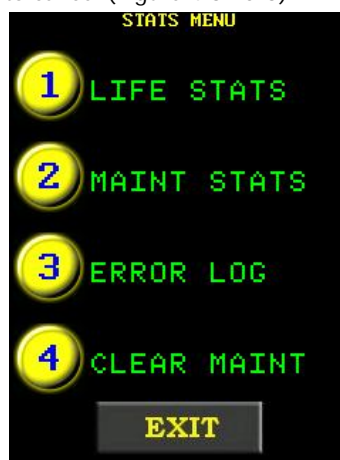 STATS MENU
1 LIFE STATS
2 MAINT STATS
3 ERROR LOG
4 CLEAR MAINT
EXIT